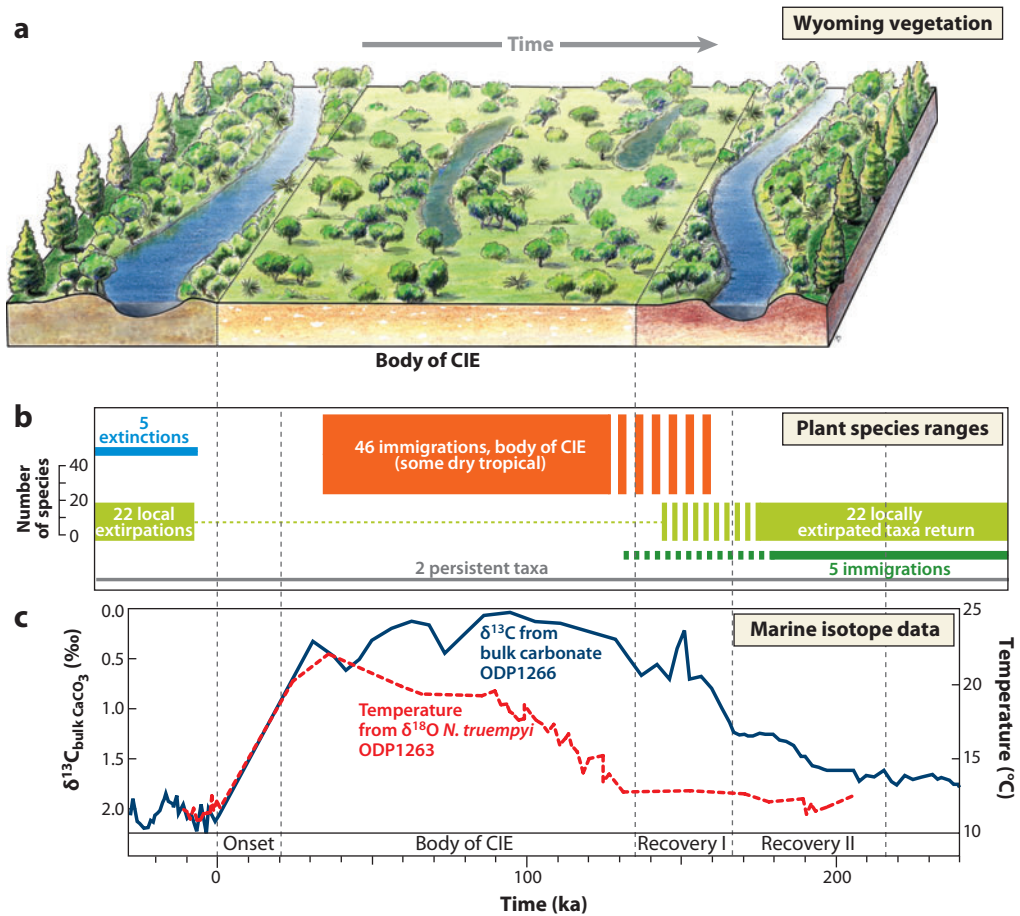 a
Wyoming vegetation
Time
Body of CIE
b
Plant species ranges
5
extinctions
46 immigrations, body of CIE
(some dry tropical)
Number
of species
40
20
0
22 local
extirpations
22 locally
extirpated taxa return
2 persistent taxa
5 immigrations
c
Marine isotope data
δ13Cbulk CaCO3 (‰)
0.0
0.5
1.0
1.5
2.0
δ13C from
bulk carbonate
ODP1266
Temperature
from δ18O N. truempyi
ODP1263
25
20
15
10
Temperature (°C)
Onset
Body of CIE
Recovery I
Recovery II
0
100
200
Time (ka)